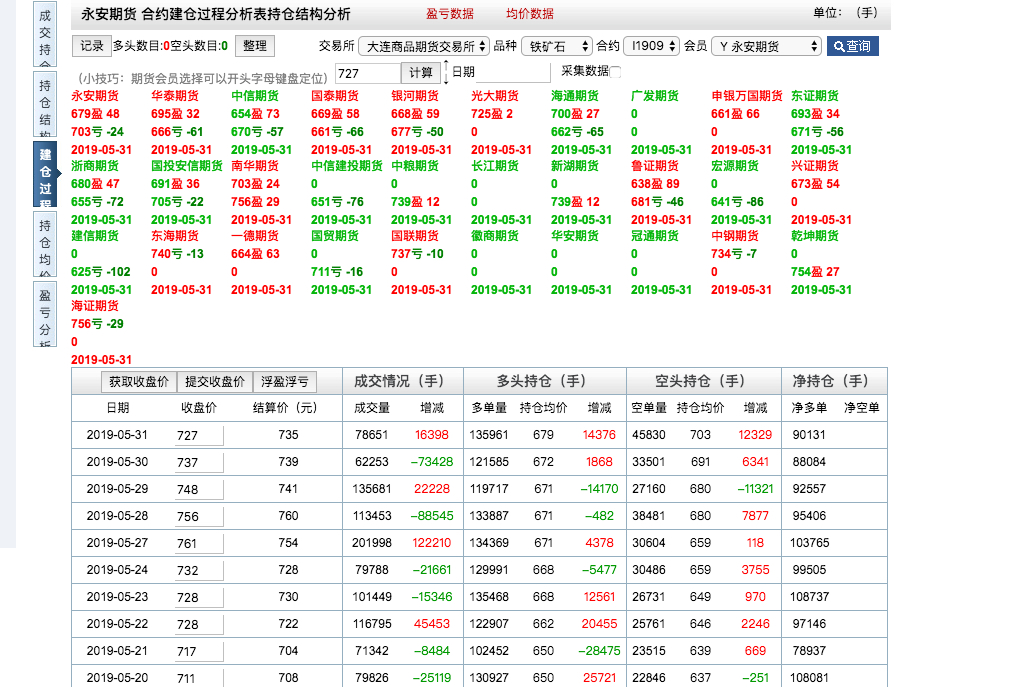 永安期货 合约建仓过程分析表持仓结构分析 盈亏数据 均价数据 单位：（手）
记录 多头数目:0空头数目:0 整理 交易所 大连商品期货交易所 品种 铁矿石 合约 I1909 会员 Y 永安期货 查询
（小技巧：期货会员选择可以开头字母键盘定位） 727 计算 日期 采集数据
成交持仓
持仓结构
建仓过程
持仓均价
盈亏分析
永安期货 华泰期货 中信期货 国泰期货 银河期货 光大期货 海通期货 广发期货 申银万国期货 东证期货
679盈 48 695盈 32 654盈 73 669盈 58 668盈 59 725盈 2 700盈 27 0 661盈 66 693盈 34
703亏 -24 666亏 -61 670亏 -57 661亏 -66 677亏 -50 0 662亏 -65 0 0 671亏 -56
2019-05-31 2019-05-31 2019-05-31 2019-05-31 2019-05-31 2019-05-31 2019-05-31 2019-05-31 2019-05-31 2019-05-31
浙商期货 国投安信期货 南华期货 中信建投期货 中粮期货 长江期货 新湖期货 鲁证期货 宏源期货 兴证期货
680盈 47 691盈 36 703盈 24 0 0 0 0 638盈 89 0 673盈 54
655亏 -72 705亏 -22 756盈 29 651亏 -76 739盈 12 0 739盈 12 681亏 -46 641亏 -86 0
2019-05-31 2019-05-31 2019-05-31 2019-05-31 2019-05-31 2019-05-31 2019-05-31 2019-05-31 2019-05-31 2019-05-31
建信期货 东海期货 一德期货 国贸期货 国联期货 徽商期货 华安期货 冠通期货 中钢期货 乾坤期货
0 740亏 -13 664盈 63 0 737亏 -10 0 0 0 734亏 -7 0
625亏 -102 0 0 711亏 -16 0 0 0 0 0 754盈 27
2019-05-31 2019-05-31 2019-05-31 2019-05-31 2019-05-31 2019-05-31 2019-05-31 2019-05-31 2019-05-31 2019-05-31
海证期货
756亏 -29
0
2019-05-31
获取收盘价 提交收盘价 浮盈浮亏 成交情况（手） 多头持仓（手） 空头持仓（手） 净持仓（手）
日期 收盘价 结算价（元） 成交量 增减 多单量 持仓均价 增减 空单量 持仓均价 增减 净多单 净空单
2019-05-31 727 735 78651 16398 135961 679 14376 45830 703 12329 90131
2019-05-30 737 739 62253 −73428 121585 672 1868 33501 691 6341 88084
2019-05-29 748 741 135681 22228 119717 671 −14170 27160 680 −11321 92557
2019-05-28 756 760 113453 −88545 133887 671 −482 38481 680 7877 95406
2019-05-27 761 754 201998 122210 134369 671 4378 30604 659 118 103765
2019-05-24 732 728 79788 −21661 129991 668 −5477 30486 659 3755 99505
2019-05-23 728 730 101449 −15346 135468 668 12561 26731 649 970 108737
2019-05-22 728 722 116795 45453 122907 662 20455 25761 646 2246 97146
2019-05-21 717 704 71342 −8484 102452 650 −28475 23515 639 669 78937
2019-05-20 711 708 79826 −25119 130927 650 25721 22846 637 −251 108081